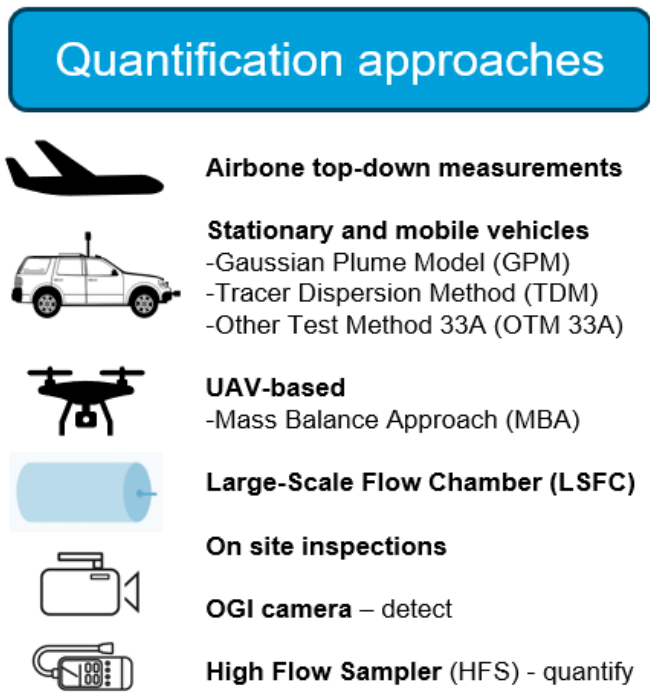 Quantification approaches
Airbone top-down measurements
Stationary and mobile vehicles
-Gaussian Plume Model (GPM)
-Tracer Dispersion Method (TDM)
-Other Test Method 33A (OTM 33A)
UAV-based
-Mass Balance Approach (MBA)
Large-Scale Flow Chamber (LSFC)
On site inspections
OGI camera – detect
High Flow Sampler (HFS) - quantify